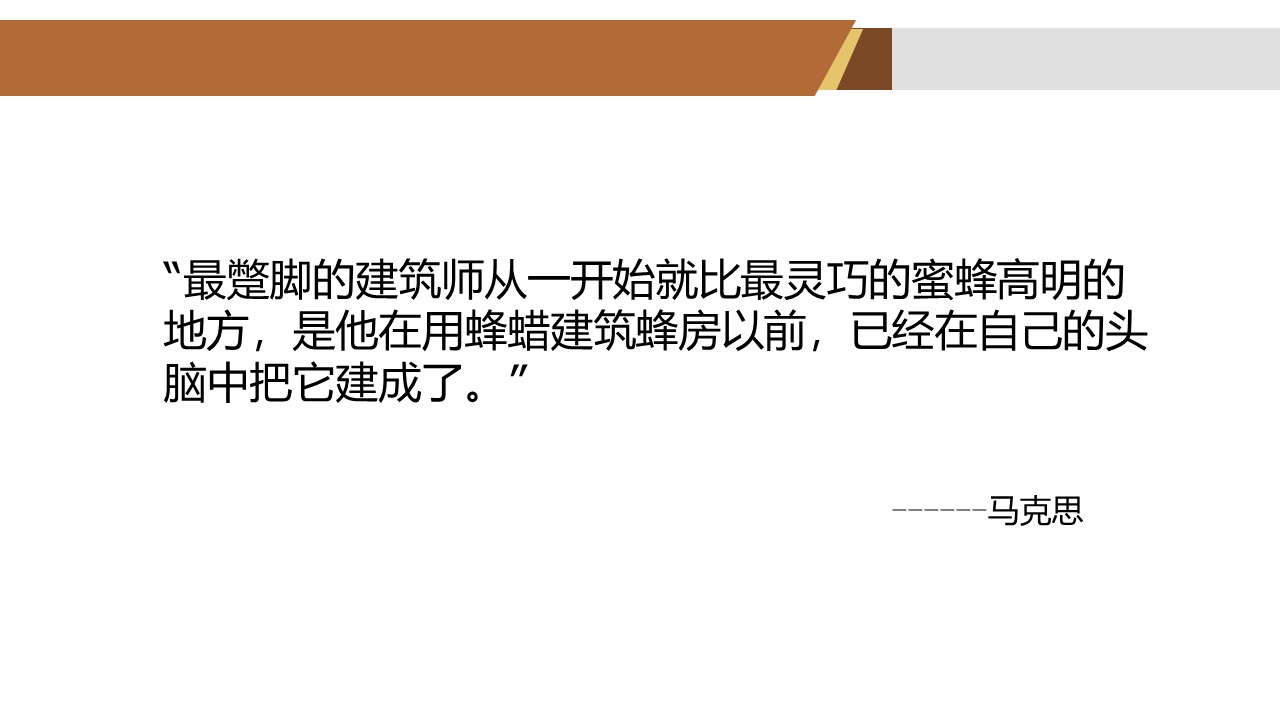 “最蹩脚的建筑师从一开始就比最灵巧的蜜蜂高明的
地方，是他在用蜂蜡建筑蜂房以前，已经在自己的头
脑中把它建成了。”
------马克思